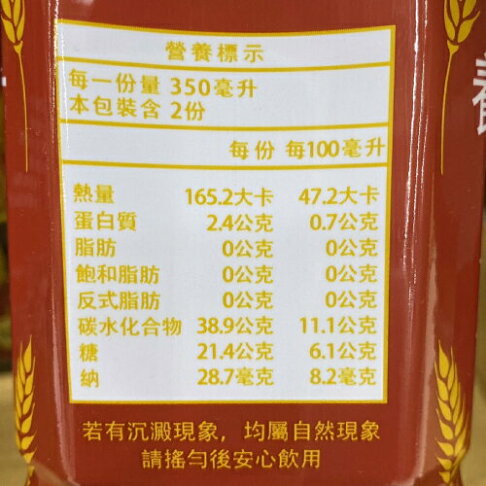 營養標示
每一份量 350毫升
本包裝含 2份
每份 每100毫升
熱量 165.2大卡 47.2大卡
蛋白質 2.4公克 0.7公克
脂肪 0公克 0公克
飽和脂肪 0公克 0公克
反式脂肪 0公克 0公克
碳水化合物 38.9公克 11.1公克
糖 21.4公克 6.1公克
納 28.7毫克 8.2毫克
若有沉澱現象，均屬自然現象
請搖勻後安心飲用